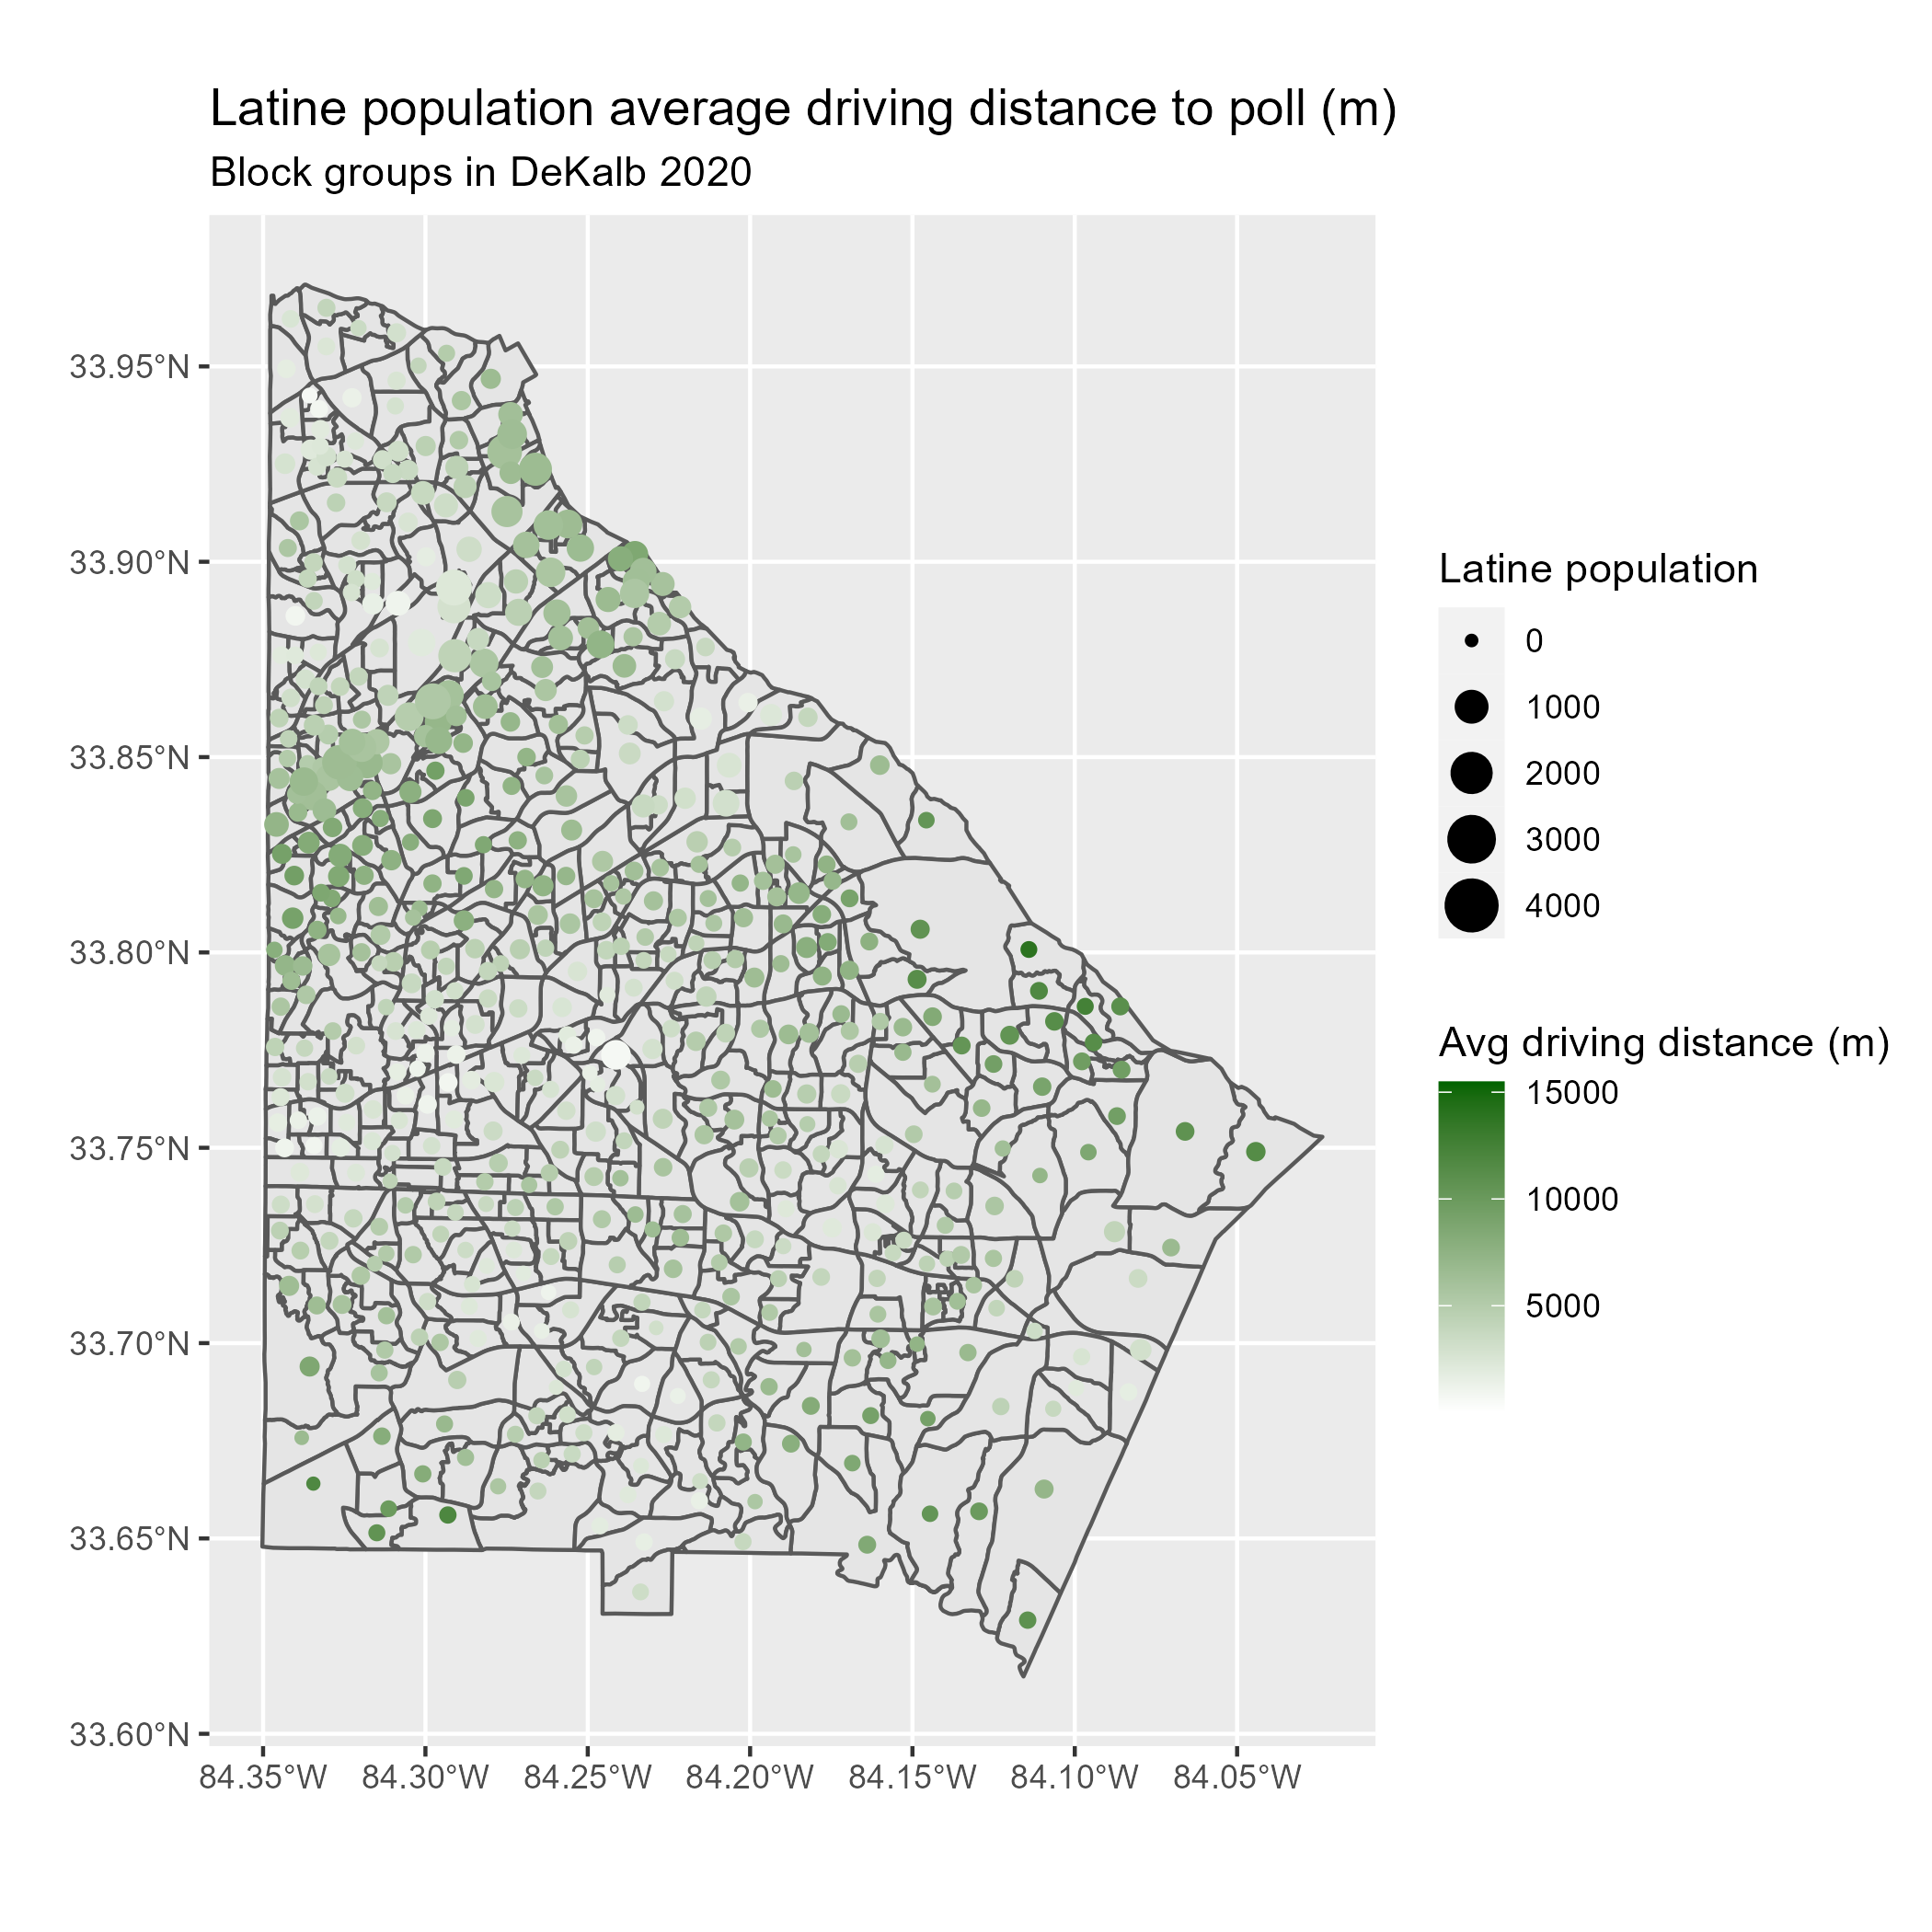 Latine population average driving distance to poll (m)
Block groups in DeKalb 2020
33.95°N
33.90°N
33.85°N
33.80°N
33.75°N
33.70°N
33.65°N
33.60°N
84.35°W
84.30°W
84.25°W
84.20°W
84.15°W
84.10°W
84.05°W
Latine population
0
1000
2000
3000
4000
Avg driving distance (m)
15000
10000
5000